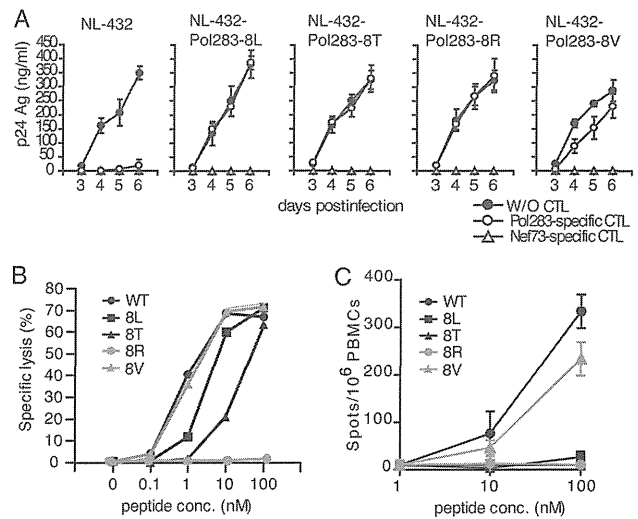 A
NL-432
NL-432-
Pol283-8L
NL-432-
Pol283-8T
NL-432-
Pol283-8R
NL-432-
Pol283-8V
p24 Ag (ng/ml)
450
400
350
300
250
200
150
100
50
0
3 4 5 6
3 4 5 6
3 4 5 6
3 4 5 6
3 4 5 6
days postinfection
W/O CTL
Pol283-specific CTL
Nef73-specific CTL
B
Specific lysis (%)
80
70
60
50
40
30
20
10
0
WT
8L
8T
8R
8V
0 0.1 1 10 100
peptide conc. (nM)
C
Spots/10⁶ PBMCs
400
300
200
100
0
WT
8L
8T
8R
8V
1 10 100
peptide conc. (nM)